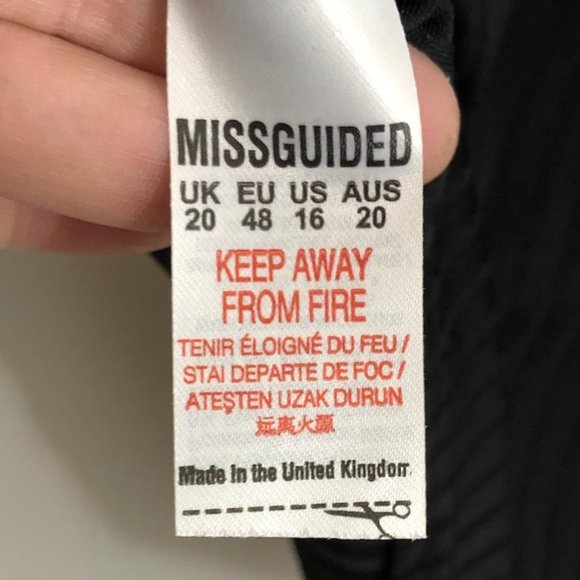 MISSGUIDED
UK EU US AUS
20 48 16 20
KEEP AWAY
FROM FIRE
TENIR ÉLOIGNÉ DU FEU /
STAI DEPARTE DE FOC /
ATEŞTEN UZAK DURUN
远离火源
Made in the United Kingdom